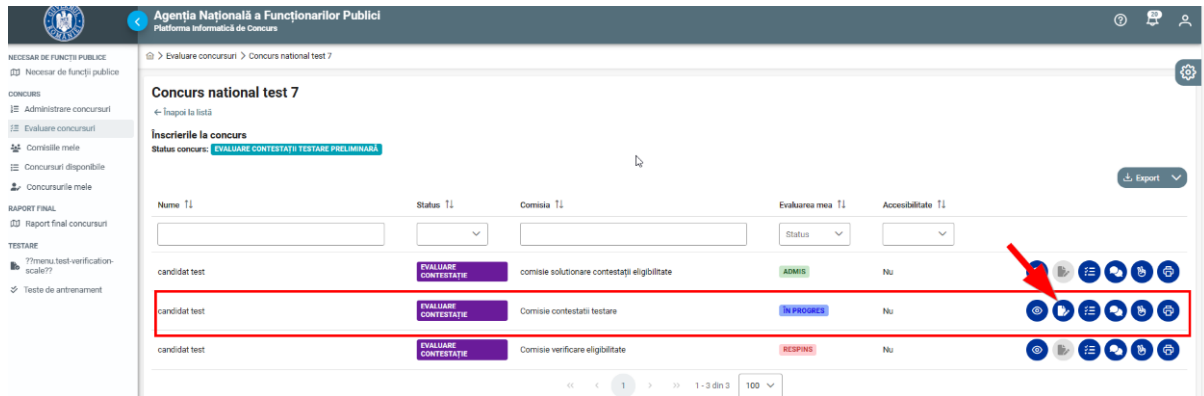 Agenția Națională a Funcționarilor Publici
Platforma Informatică de Concurs
20
NECESAR DE FUNCȚII PUBLICE
Necesar de funcții publice
CONCURS
Administrare concursuri
Evaluare concursuri
Comisiile mele
Concursuri disponibile
Concursurile mele
RAPORT FINAL
Raport final concursuri
TESTARE
??menu.test-verification-
scale??
Teste de antrenament
> Evaluare concursuri > Concurs national test 7
Concurs national test 7
← Înapoi la listă
Înscrierile la concurs
Status concurs: EVALUARE CONTESTAȚII TESTARE PRELIMINARĂ
Export
Nume Status Comisia Evaluarea mea Accesibilitate
Status
candidat test EVALUARE CONTESTAȚIE comisie solutionare contestații eligibilitate ADMIS Nu
candidat test EVALUARE CONTESTAȚIE Comisie contestatii testare ÎN PROGRES Nu
candidat test EVALUARE CONTESTAȚIE Comisie verificare eligibilitate RESPINS Nu
<< < 1 > >> 1 - 3 din 3 100